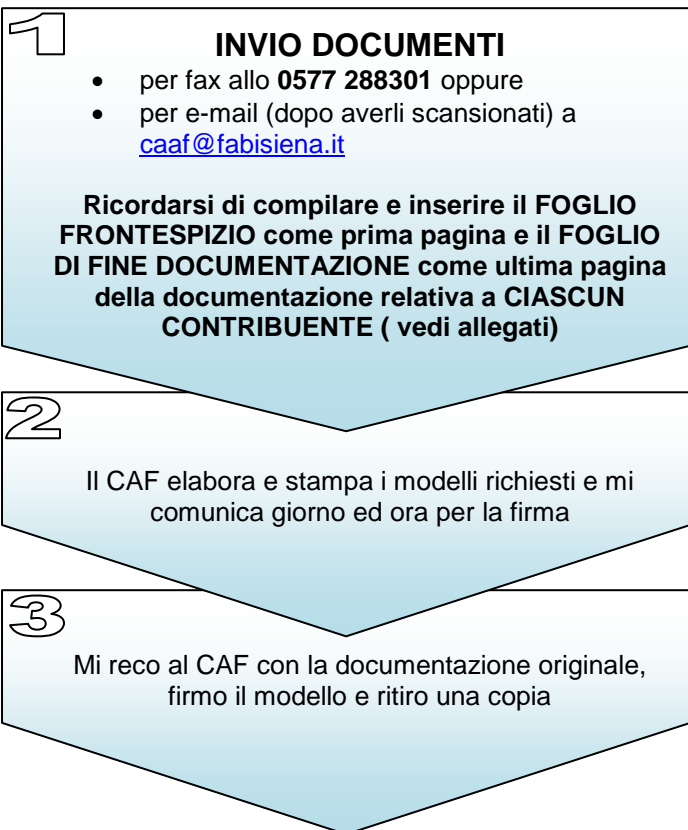 1
INVIO DOCUMENTI
• per fax allo 0577 288301 oppure
• per e-mail (dopo averli scansionati) a
caaf@fabisiena.it
Ricordarsi di compilare e inserire il FOGLIO
FRONTESPIZIO come prima pagina e il FOGLIO
DI FINE DOCUMENTAZIONE come ultima pagina
della documentazione relativa a CIASCUN
CONTRIBUENTE ( vedi allegati)
2
Il CAF elabora e stampa i modelli richiesti e mi
comunica giorno ed ora per la firma
3
Mi reco al CAF con la documentazione originale,
firmo il modello e ritiro una copia